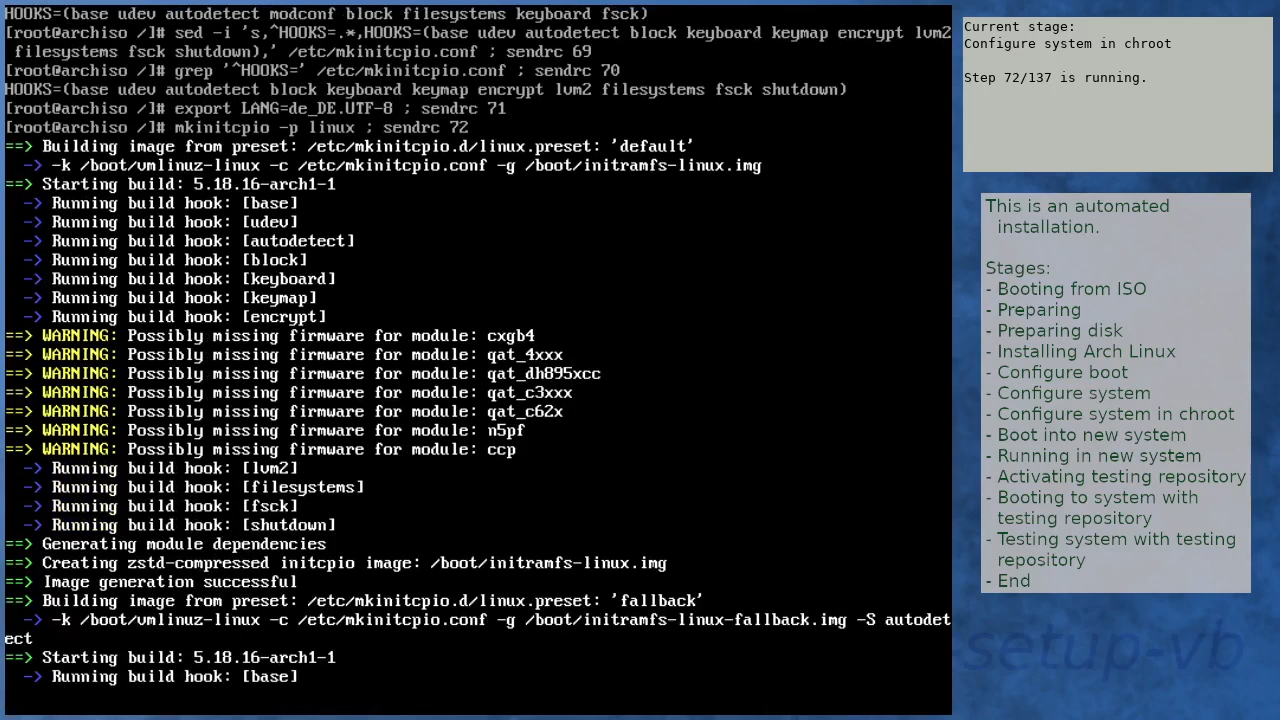 HOOKS=(base udev autodetect modconf block filesystems keyboard fsck)
[root@archiso /]# sed -i 's,^HOOKS=.*,HOOKS=(base udev autodetect block keyboard keymap encrypt lvm2
 filesystems fsck shutdown),' /etc/mkinitcpio.conf ; sendrc 69
[root@archiso /]# grep '^HOOKS=' /etc/mkinitcpio.conf ; sendrc 70
HOOKS=(base udev autodetect block keyboard keymap encrypt lvm2 filesystems fsck shutdown)
[root@archiso /]# export LANG=de_DE.UTF-8 ; sendrc 71
[root@archiso /]# mkinitcpio -p linux ; sendrc 72
==> Building image from preset: /etc/mkinitcpio.d/linux.preset: 'default'
  -> -k /boot/vmlinuz-linux -c /etc/mkinitcpio.conf -g /boot/initramfs-linux.img
==> Starting build: 5.18.16-arch1-1
  -> Running build hook: [base]
  -> Running build hook: [udev]
  -> Running build hook: [autodetect]
  -> Running build hook: [block]
  -> Running build hook: [keyboard]
  -> Running build hook: [keymap]
  -> Running build hook: [encrypt]
==> WARNING: Possibly missing firmware for module: cxgb4
==> WARNING: Possibly missing firmware for module: qat_4xxx
==> WARNING: Possibly missing firmware for module: qat_dh895xcc
==> WARNING: Possibly missing firmware for module: qat_c3xxx
==> WARNING: Possibly missing firmware for module: qat_c62x
==> WARNING: Possibly missing firmware for module: n5pf
==> WARNING: Possibly missing firmware for module: ccp
  -> Running build hook: [lvm2]
  -> Running build hook: [filesystems]
  -> Running build hook: [fsck]
  -> Running build hook: [shutdown]
==> Generating module dependencies
==> Creating zstd-compressed initcpio image: /boot/initramfs-linux.img
==> Image generation successful
==> Building image from preset: /etc/mkinitcpio.d/linux.preset: 'fallback'
  -> -k /boot/vmlinuz-linux -c /etc/mkinitcpio.conf -g /boot/initramfs-linux-fallback.img -S autodet
ect
==> Starting build: 5.18.16-arch1-1
  -> Running build hook: [base]
Current stage:
Configure system in chroot
Step 72/137 is running.
This is an automated
installation.
Stages:
- Booting from ISO
- Preparing
- Preparing disk
- Installing Arch Linux
- Configure boot
- Configure system
- Configure system in chroot
- Boot into new system
- Running in new system
- Activating testing repository
- Booting to system with
testing repository
- Testing system with testing
repository
- End
-setup-vb